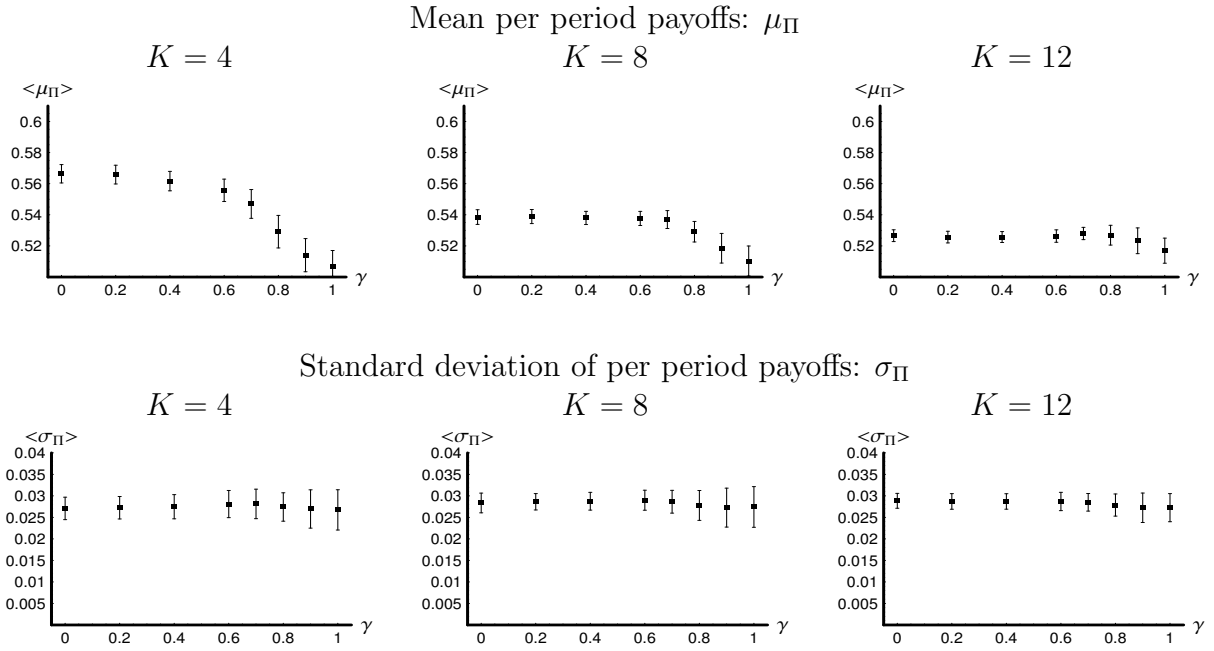 Mean per period payoffs: μ_Π
K = 4 K = 8 K = 12
<μ_Π> <μ_Π> <μ_Π>
0.6 0.6 0.6
0.58 0.58 0.58
0.56 0.56 0.56
0.54 0.54 0.54
0.52 0.52 0.52
0 0.2 0.4 0.6 0.8 1 γ 0 0.2 0.4 0.6 0.8 1 γ 0 0.2 0.4 0.6 0.8 1 γ
Standard deviation of per period payoffs: σ_Π
K = 4 K = 8 K = 12
<σ_Π> <σ_Π> <σ_Π>
0.04 0.04 0.04
0.035 0.035 0.035
0.03 0.03 0.03
0.025 0.025 0.025
0.02 0.02 0.02
0.015 0.015 0.015
0.01 0.01 0.01
0.005 0.005 0.005
0 0.2 0.4 0.6 0.8 1 γ 0 0.2 0.4 0.6 0.8 1 γ 0 0.2 0.4 0.6 0.8 1 γ